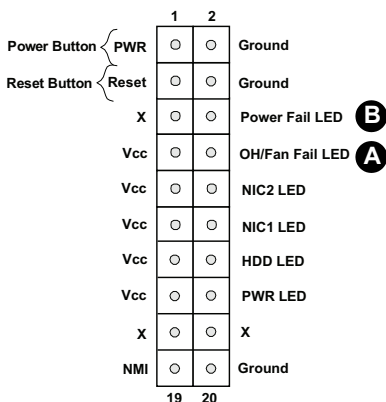 1 2
Power Button PWR Ground
Reset Button Reset Ground
X Power Fail LED B
Vcc OH/Fan Fail LED A
Vcc NIC2 LED
Vcc NIC1 LED
Vcc HDD LED
Vcc PWR LED
X X
NMI Ground
19 20